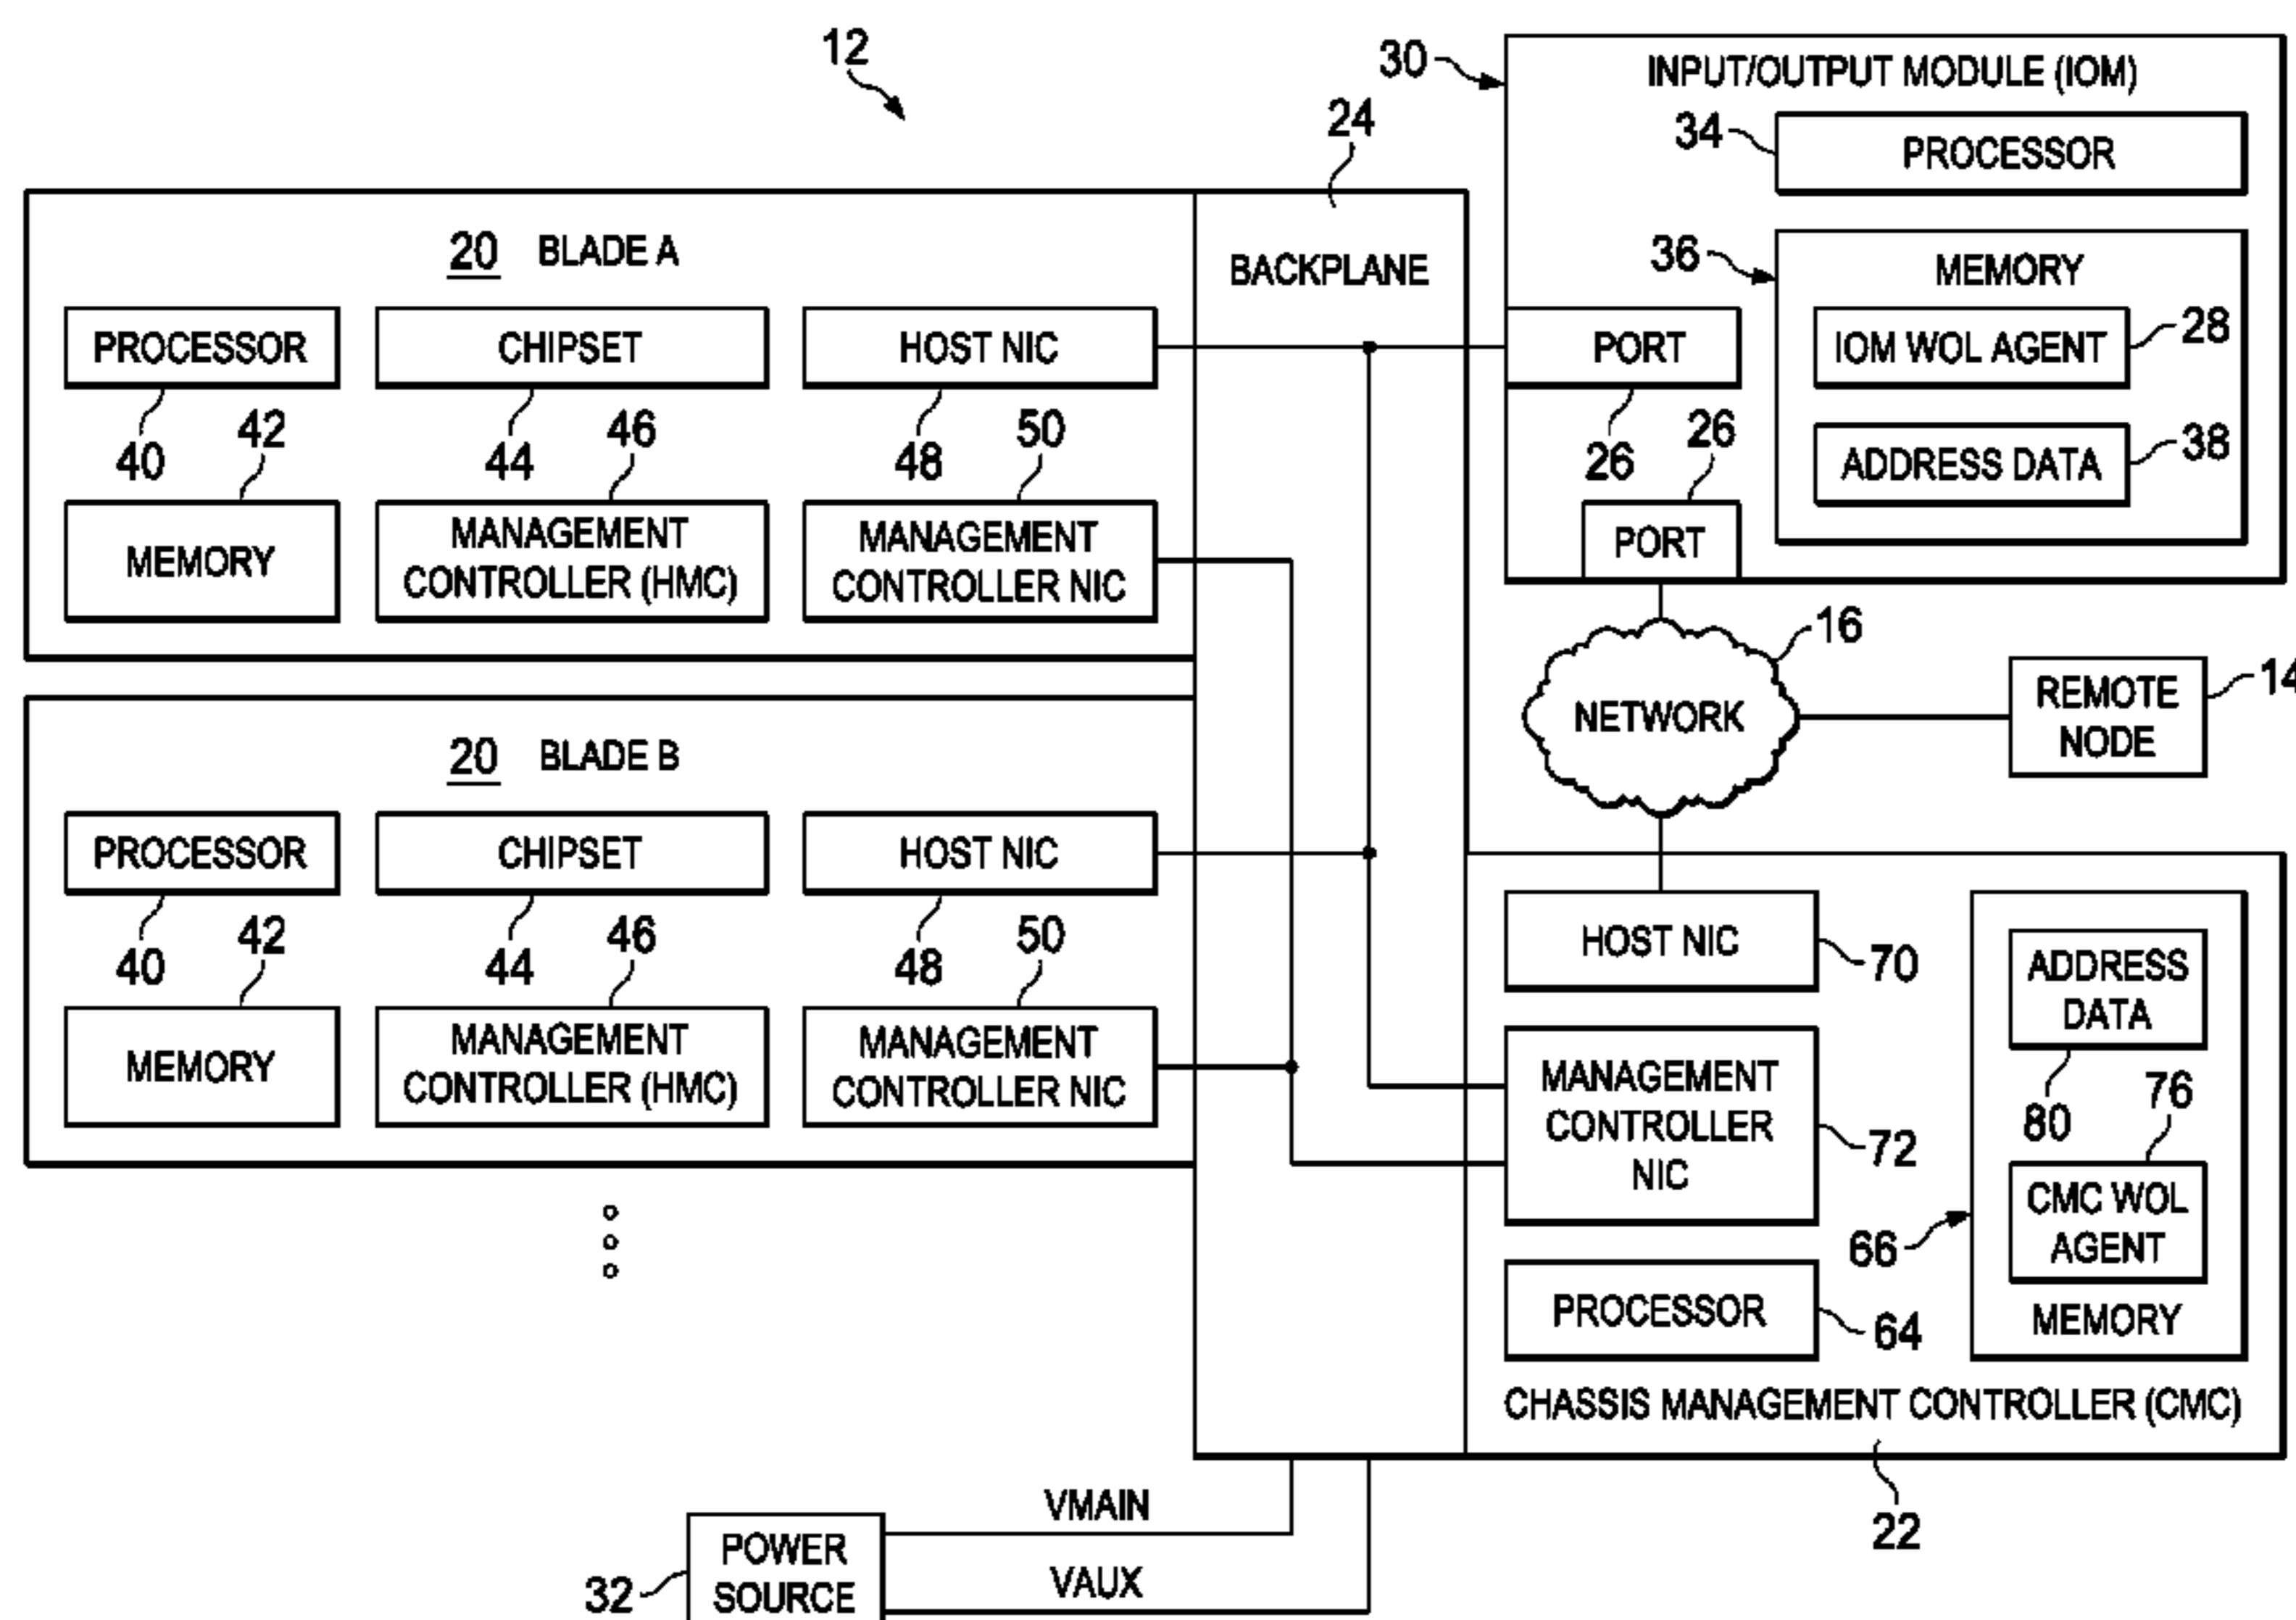 12
30
INPUT/OUTPUT MODULE (IOM)
34
PROCESSOR
24
36
MEMORY
IOM WOL AGENT
28
ADDRESS DATA
38
PORT
26
26
PORT
BACKPLANE
20 BLADE A
PROCESSOR
CHIPSET
HOST NIC
40
42
44
46
48
50
MEMORY
MANAGEMENT
CONTROLLER (HMC)
MANAGEMENT
CONTROLLER NIC
16
NETWORK
REMOTE
NODE
14
20 BLADE B
PROCESSOR
CHIPSET
HOST NIC
40
42
44
46
48
50
MEMORY
MANAGEMENT
CONTROLLER (HMC)
MANAGEMENT
CONTROLLER NIC
HOST NIC
70
ADDRESS
DATA
80
76
MANAGEMENT
CONTROLLER
NIC
72
66
CMC WOL
AGENT
MEMORY
PROCESSOR
64
CHASSIS MANAGEMENT CONTROLLER (CMC)
22
VMAIN
POWER
SOURCE
32
VAUX